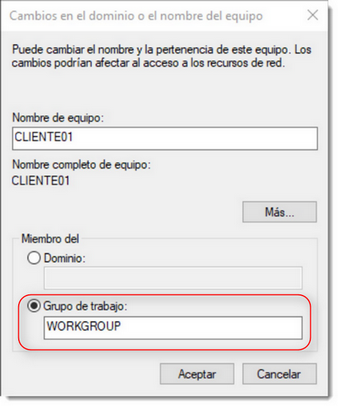 Cambios en el dominio o el nombre del equipo
Puede cambiar el nombre y la pertenencia de este equipo. Los
cambios podrían afectar al acceso a los recursos de red.
Nombre de equipo:
CLIENTE01
Nombre completo de equipo:
CLIENTE01
Más...
Miembro del
Dominio:
Grupo de trabajo:
WORKGROUP
Aceptar
Cancelar